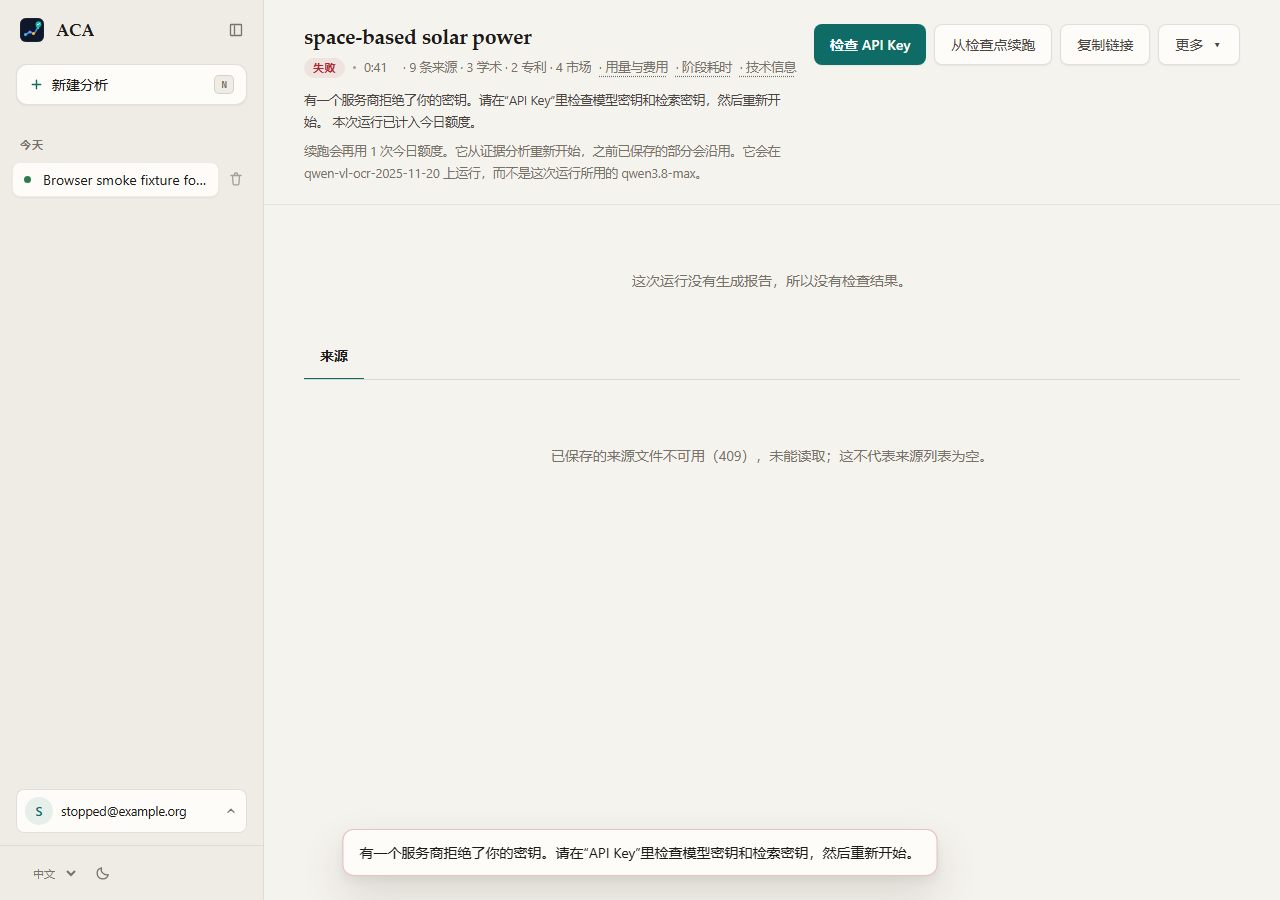 ACA
新建分析
N
今天
Browser smoke fixture fo...
space-based solar power
失败 • 0:41 · 9 条来源 · 3 学术 · 2 专利 · 4 市场 · 用量与费用 · 阶段耗时 · 技术信息
检查 API Key
从检查点续跑
复制链接
更多
有一个服务商拒绝了你的密钥。请在“API Key”里检查模型密钥和检索密钥，然后重新开
始。 本次运行已计入今日额度。
续跑会再用 1 次今日额度。它从证据分析重新开始，之前已保存的部分会沿用。它会在
qwen-vl-ocr-2025-11-20 上运行，而不是这次运行所用的 qwen3.8-max。
这次运行没有生成报告，所以没有检查结果。
来源
已保存的来源文件不可用（409），未能读取；这不代表来源列表为空。
S
stopped@example.org
中文
有一个服务商拒绝了你的密钥。请在“API Key”里检查模型密钥和检索密钥，然后重新开始。